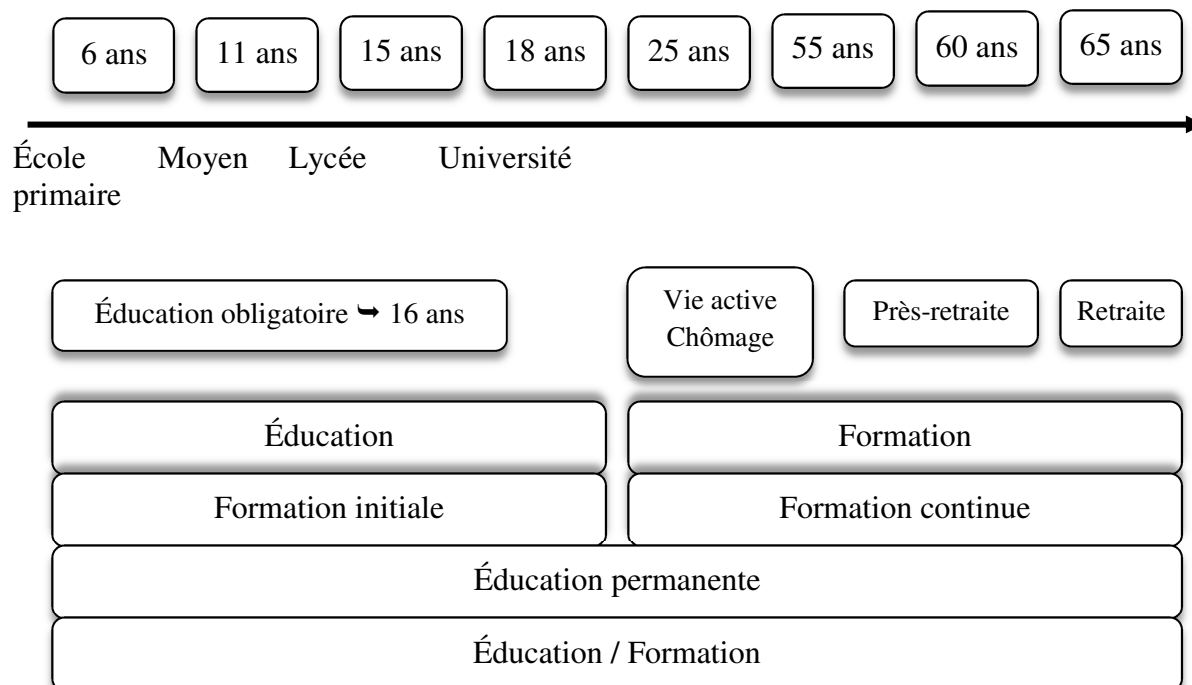 6 ans 11 ans 15 ans 18 ans 25 ans 55 ans 60 ans 65 ans
École primaire Moyen Lycée Université
Éducation obligatoire ➥ 16 ans
Vie active
Chômage
Près-retraite
Retraite
Éducation
Formation
Formation initiale
Formation continue
Éducation permanente
Éducation / Formation